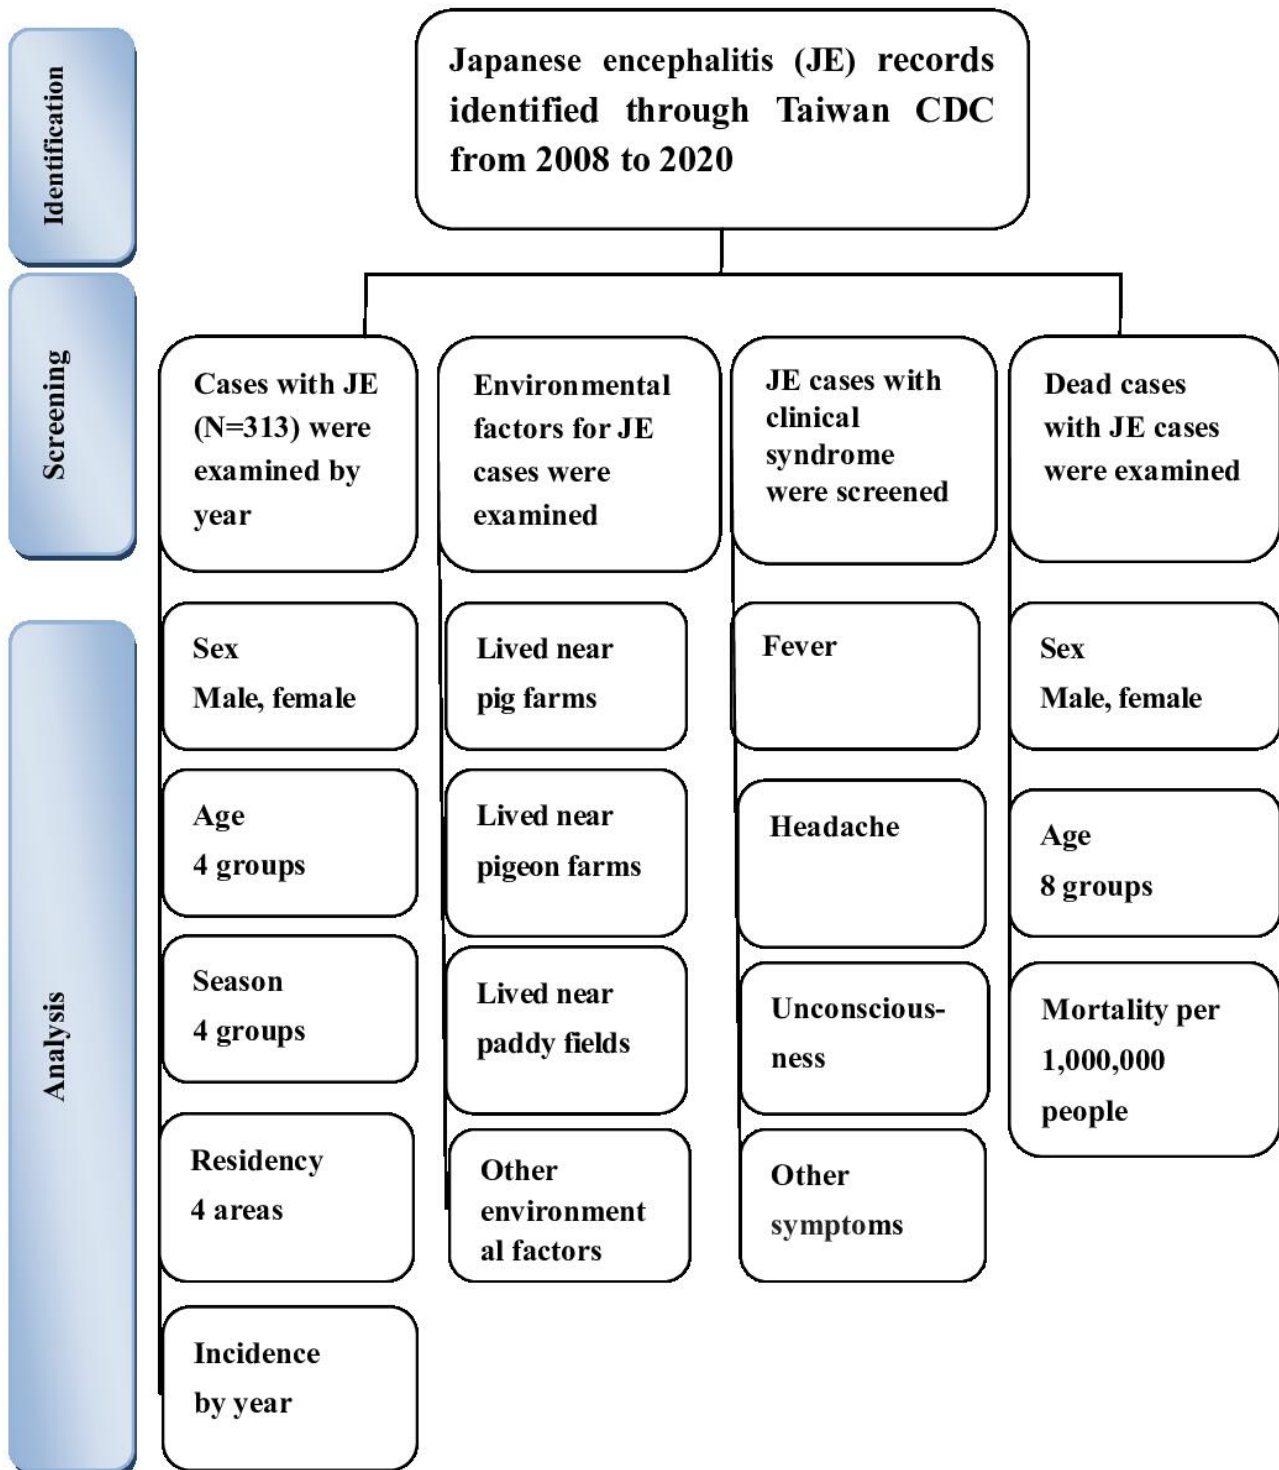 Identification
Japanese encephalitis (JE) records
identified through Taiwan CDC
from 2008 to 2020
Screening
Cases with JE
(N=313) were
examined by
year
Environmental
factors for JE
cases were
examined
JE cases with
clinical
syndrome
were screened
Dead cases
with JE cases
were examined
Analysis
Sex
Male, female
Age
4 groups
Season
4 groups
Residency
4 areas
Incidence
by year
Lived near
pig farms
Lived near
pigeon farms
Lived near
paddy fields
Other
environment
al factors
Fever
Headache
Unconscious-
ness
Other
symptoms
Sex
Male, female
Age
8 groups
Mortality per
1,000,000
people